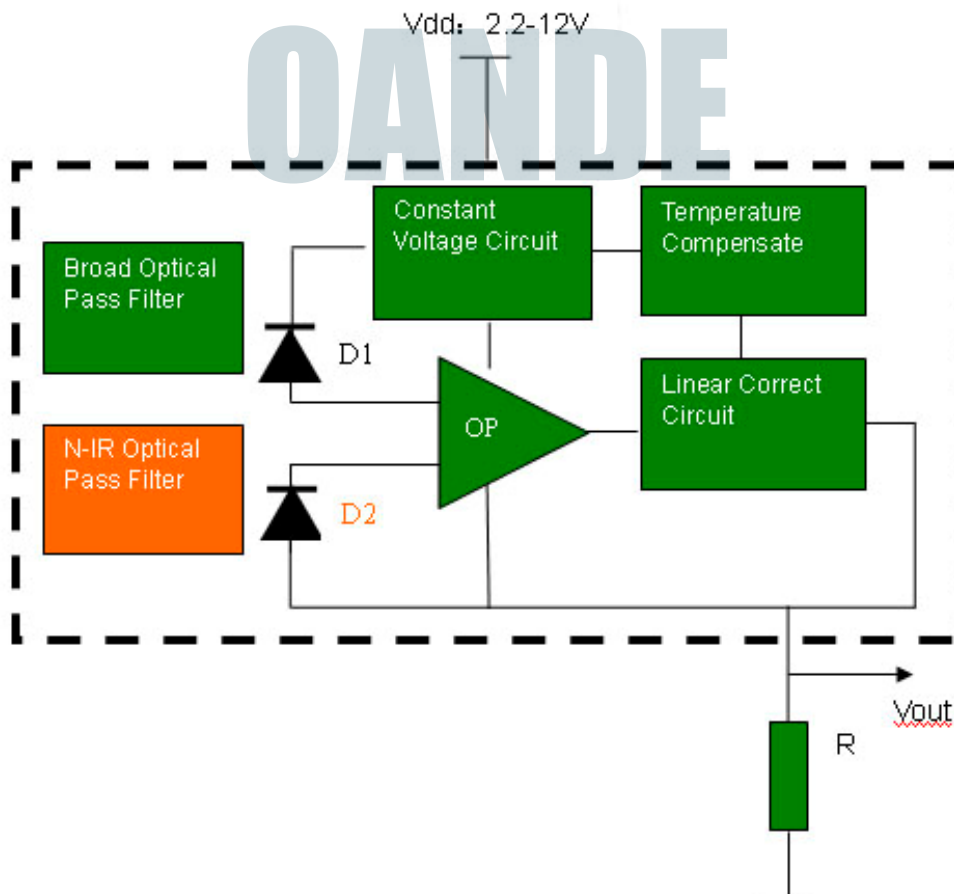 Vdd: 2.2-12V
OANDE
Constant
Voltage Circuit
Temperature
Compensate
Broad Optical
Pass Filter
D1
Linear Correct
Circuit
OP
N-IR Optical
Pass Filter
D2
Vout
R